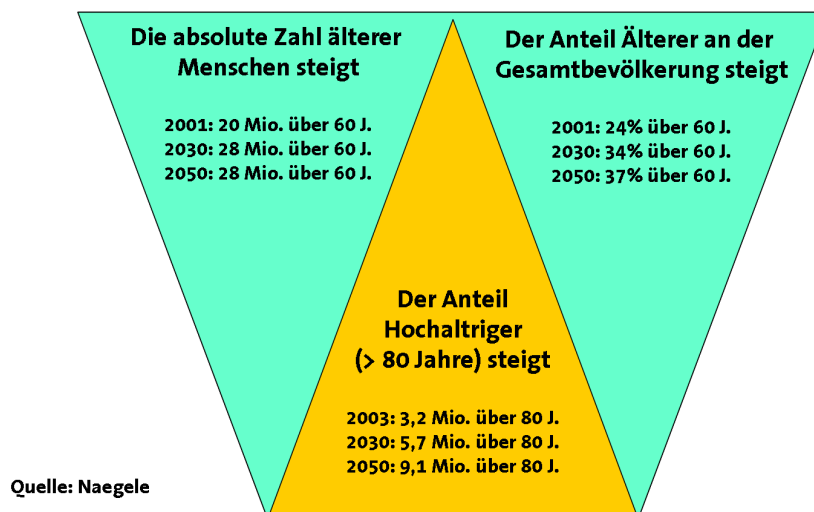 Die absolute Zahl älterer
Menschen steigt
2001: 20 Mio. über 60 J.
2030: 28 Mio. über 60 J.
2050: 28 Mio. über 60 J.
Der Anteil Älterer an der
Gesamtbevölkerung steigt
2001: 24% über 60 J.
2030: 34% über 60 J.
2050: 37% über 60 J.
Der Anteil
Hochaltriger
(> 80 Jahre) steigt
2003: 3,2 Mio. über 80 J.
2030: 5,7 Mio. über 80 J.
2050: 9,1 Mio. über 80 J.
Quelle: Naegele